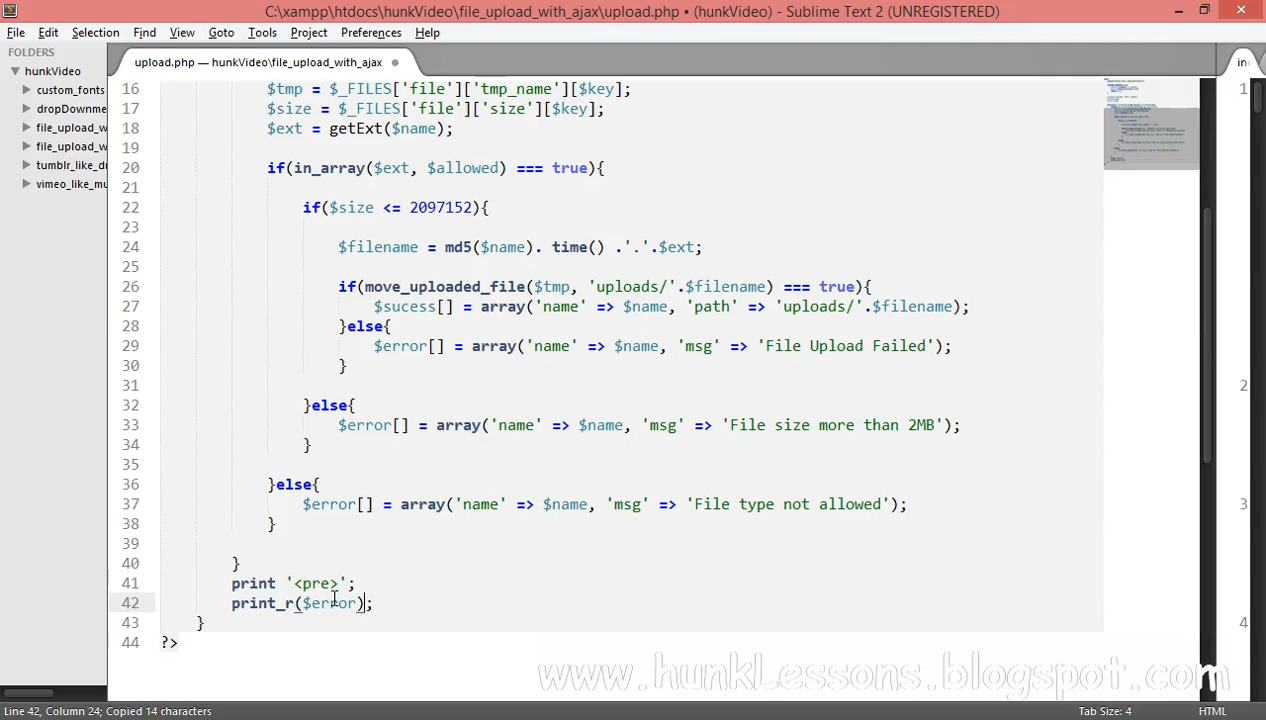 C:\xampp\htdocs\hunkVideo\file_upload_with_ajax\upload.php • (hunkVideo) - Sublime Text 2 (UNREGISTERED)
File Edit Selection Find View Goto Tools Project Preferences Help
FOLDERS
hunkVideo
custom_fonts
dropDownme
file_upload_w
file_upload_w
tumblr_like_d
vimeo_like_mu
upload.php — hunkVideo\file_upload_with_ajax
in
16 $tmp = $_FILES['file']['tmp_name'][$key];
17 $size = $_FILES['file']['size'][$key];
18 $ext = getExt($name);
19
20 if(in_array($ext, $allowed) === true){
21
22 if($size <= 2097152){
23
24 $filename = md5($name). time() .'.'.$ext;
25
26 if(move_uploaded_file($tmp, 'uploads/'.$filename) === true){
27 $sucess[] = array('name' => $name, 'path' => 'uploads/'.$filename);
28 }else{
29 $error[] = array('name' => $name, 'msg' => 'File Upload Failed');
30 }
31
32 }else{
33 $error[] = array('name' => $name, 'msg' => 'File size more than 2MB');
34 }
35
36 }else{
37 $error[] = array('name' => $name, 'msg' => 'File type not allowed');
38 }
39
40 }
41 print '<pre>';
42 print_r($error);
43 }
44 ?>
1
2
3
4
www.hunkLessons.blogspot.com
Line 42, Column 24; Copied 14 characters
Tab Size: 4
HTML